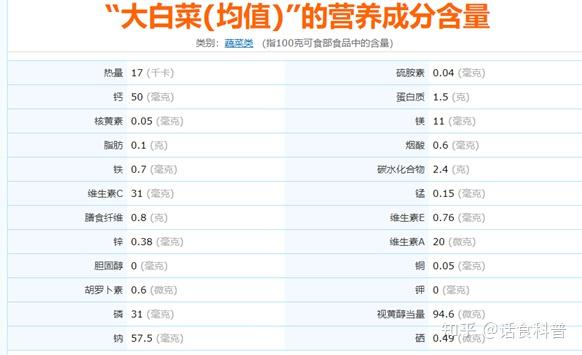 “大白菜(均值)”的营养成分含量
类别：蔬菜类 （指100克可食部食品中的含量）
热量 17 (千卡) 硫胺素 0.04 (毫克)
钙 50 (毫克) 蛋白质 1.5 (克)
核黄素 0.05 (毫克) 镁 11 (毫克)
脂肪 0.1 (克) 烟酸 0.6 (毫克)
铁 0.7 (毫克) 碳水化合物 2.4 (克)
维生素C 31 (毫克) 锰 0.15 (毫克)
膳食纤维 0.8 (克) 维生素E 0.76 (毫克)
锌 0.38 (毫克) 维生素A 20 (微克)
胆固醇 0 (毫克) 铜 0.05 (毫克)
胡罗卜素 0.6 (微克) 钾 0 (毫克)
磷 31 (毫克) 视黄醇当量 94.6 (微克)
钠 57.5 (毫克) 硒 0.49 (微克)
知乎 @话食科普